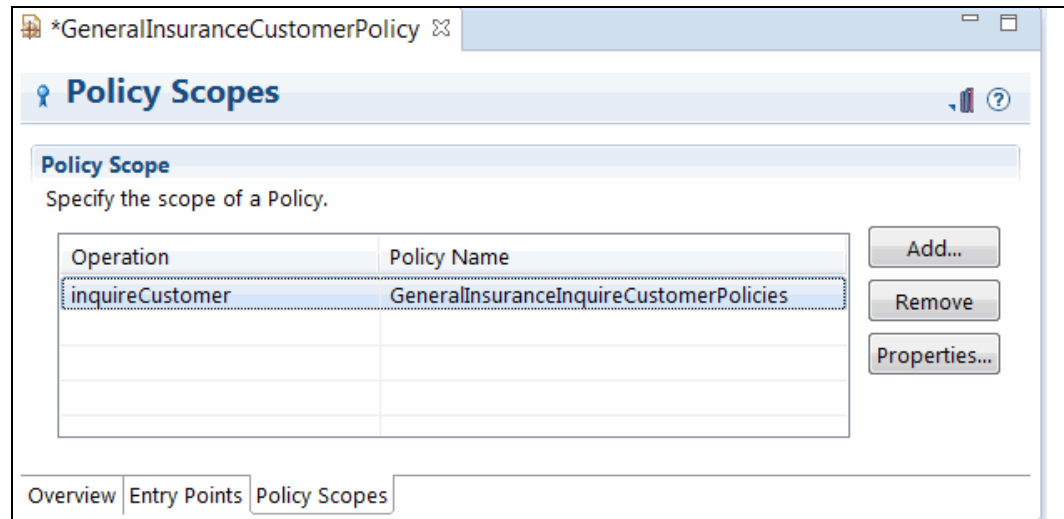 *GeneralInsuranceCustomerPolicy
Policy Scopes
Policy Scope
Specify the scope of a Policy.
Operation Policy Name Add...
inquireCustomer GeneralInsuranceInquireCustomerPolicies Remove
Properties...
Overview Entry Points Policy Scopes